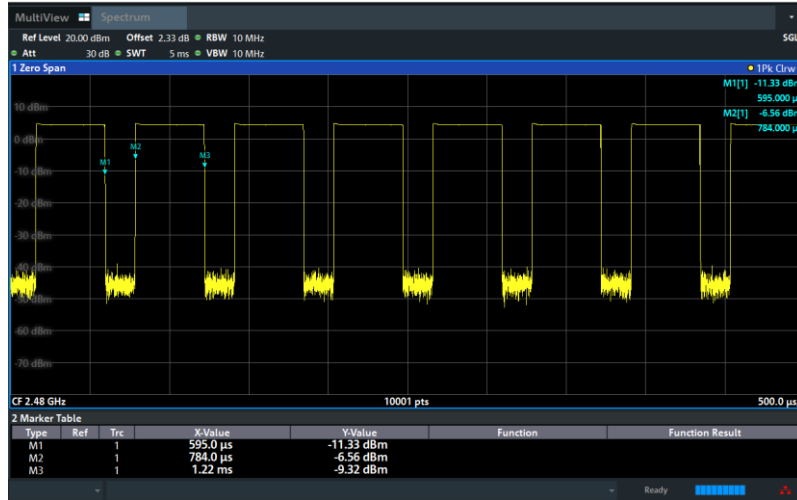 MultiView Spectrum
Ref Level 20.00 dBm Offset 2.33 dB RBW 10 MHz SGL
Att 30 dB SWT 5 ms VBW 10 MHz
1 Zero Span 1Pk Clrw
M1[1] -11.33 dBm
595.000 µ
M2[1] -6.56 dBm
784.000 µ
10 dBm
0 dBm
M1
M2
M3
-10 dBm
-20 dBm
-30 dBm
-40 dBm
-50 dBm
-60 dBm
-70 dBm
CF 2.48 GHz 10001 pts 500.0 µs
2 Marker Table
Type Ref Trc X-Value Y-Value Function Function Result
M1 1 595.0 µs -11.33 dBm
M2 1 784.0 µs -6.56 dBm
M3 1 1.22 ms -9.32 dBm
Ready